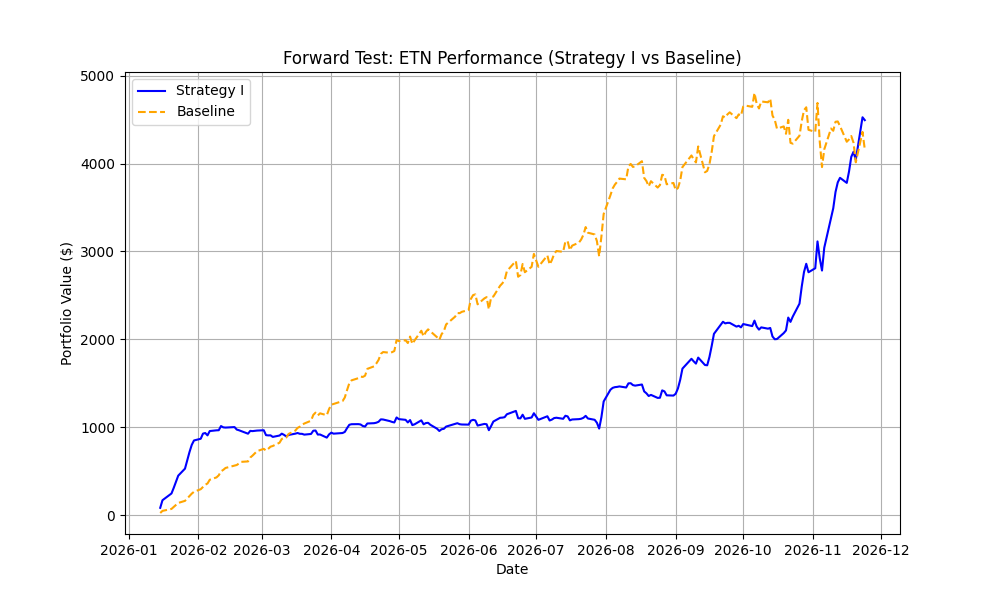 Forward Test: ETN Performance (Strategy I vs Baseline)
Strategy I
Baseline
Portfolio Value ($)
5000
4000
3000
2000
1000
0
2026-01 2026-02 2026-03 2026-04 2026-05 2026-06 2026-07 2026-08 2026-09 2026-10 2026-11 2026-12
Date